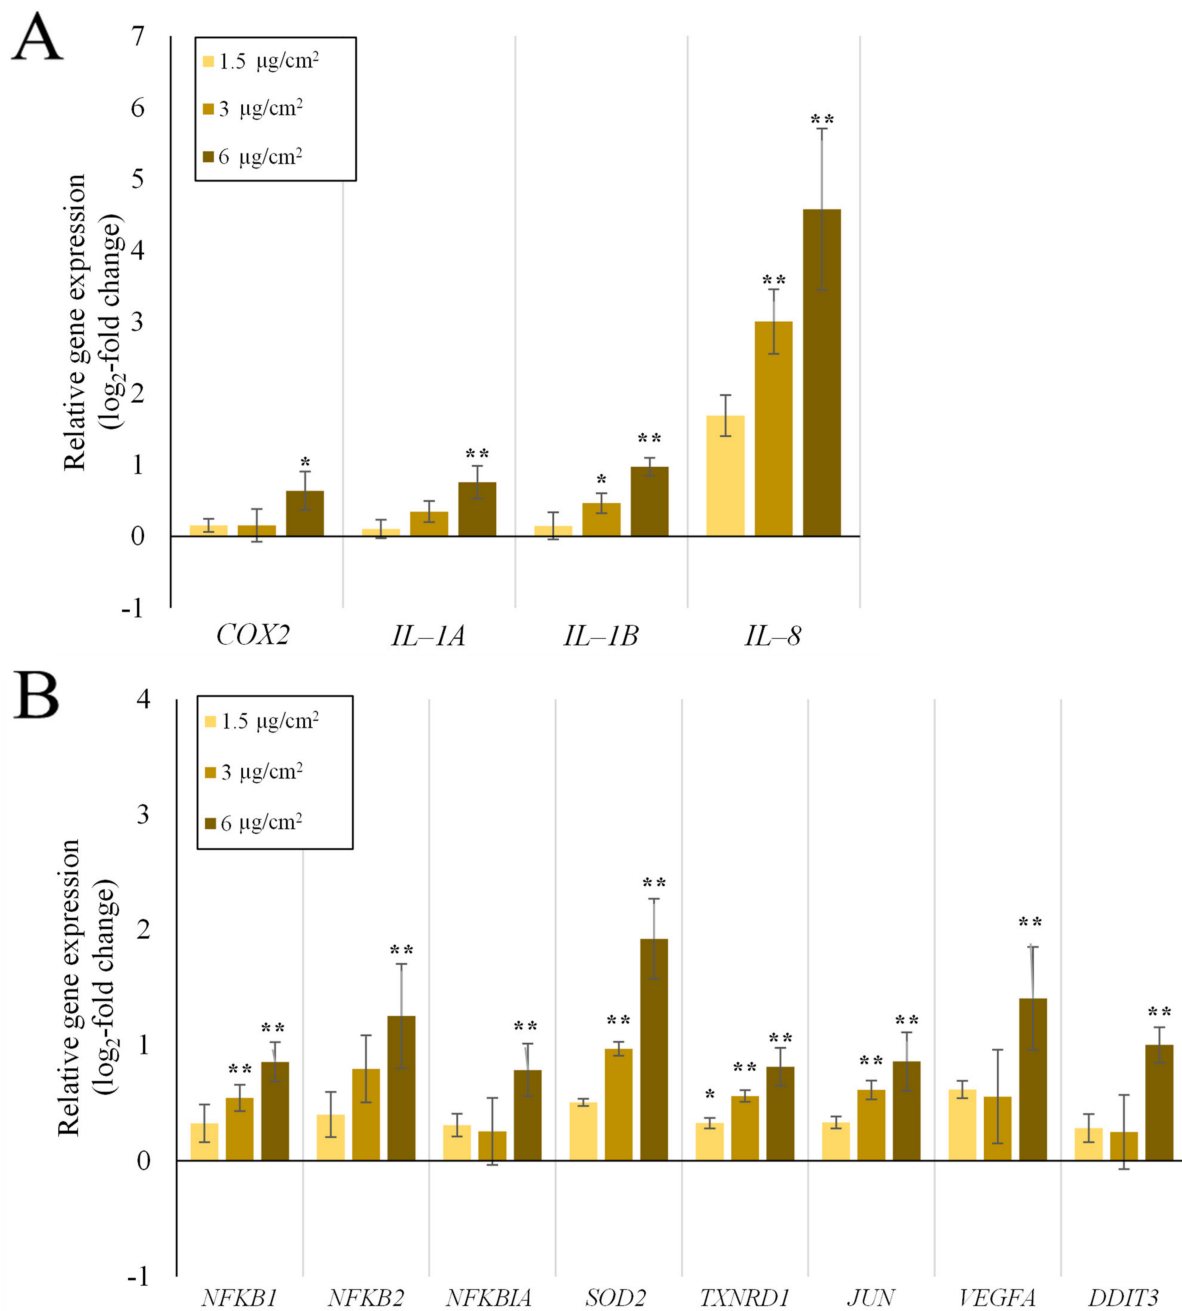 A
7
6
5
4
3
2
1
0
-1
Relative gene expression
(log₂-fold change)
1.5 µg/cm²
3 µg/cm²
6 µg/cm²
*
**
*
**
**
**
COX2
IL–1A
IL–1B
IL–8
B
4
3
2
1
0
-1
Relative gene expression
(log₂-fold change)
1.5 µg/cm²
3 µg/cm²
6 µg/cm²
**
**
**
**
**
**
*
**
**
**
**
**
**
NFKB1
NFKB2
NFKBIA
SOD2
TXNRD1
JUN
VEGFA
DDIT3